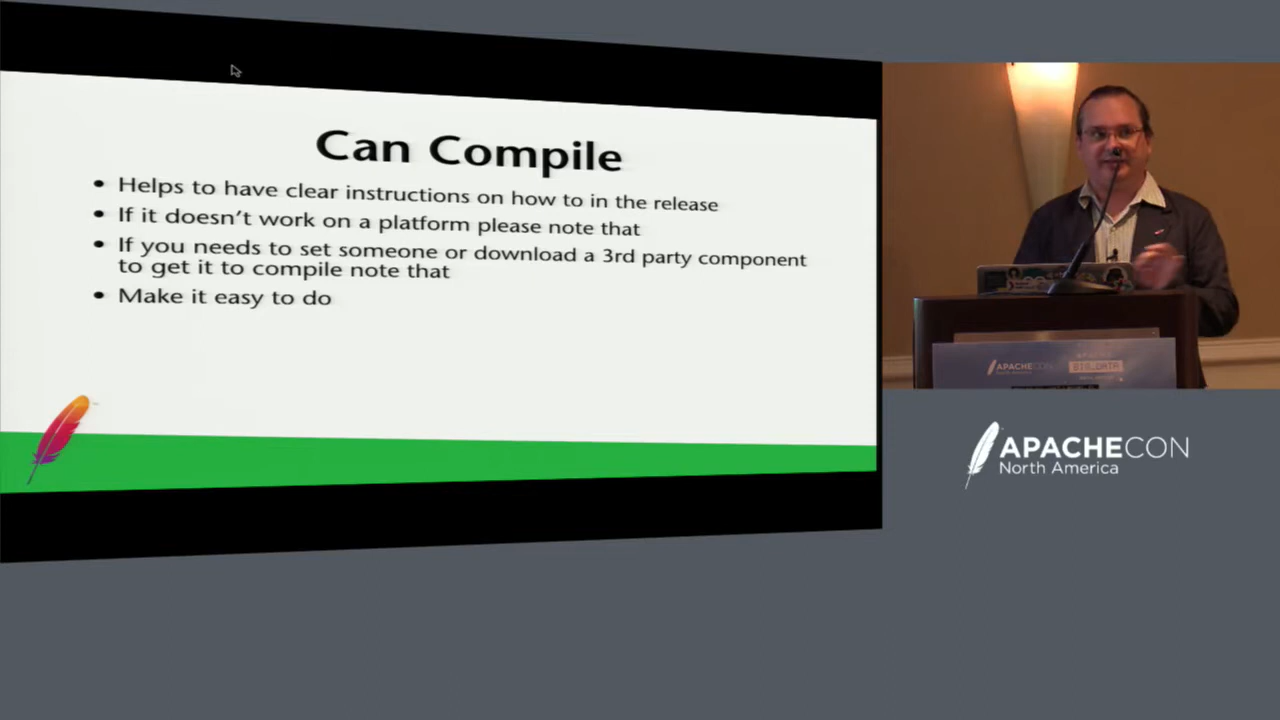 Can Compile
• Helps to have clear instructions on how to in the release
• If it doesn't work on a platform please note that
• If you needs to set someone or download a 3rd party component
to get it to compile note that
• Make it easy to do
APACHECON
BIG_DATA
APACHECON
North America